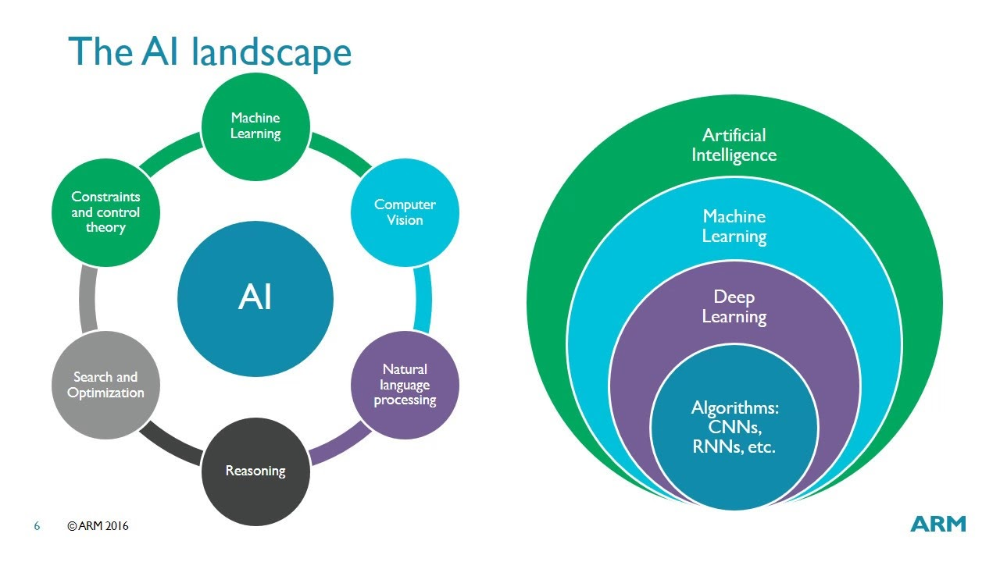 The AI landscape
Machine
Learning
Computer
Vision
Natural
language
processing
Reasoning
Search and
Optimization
Constraints
and control
theory
AI
Artificial
Intelligence
Machine
Learning
Deep
Learning
Algorithms:
CNNs,
RNNs, etc.
6
© ARM 2016
ARM